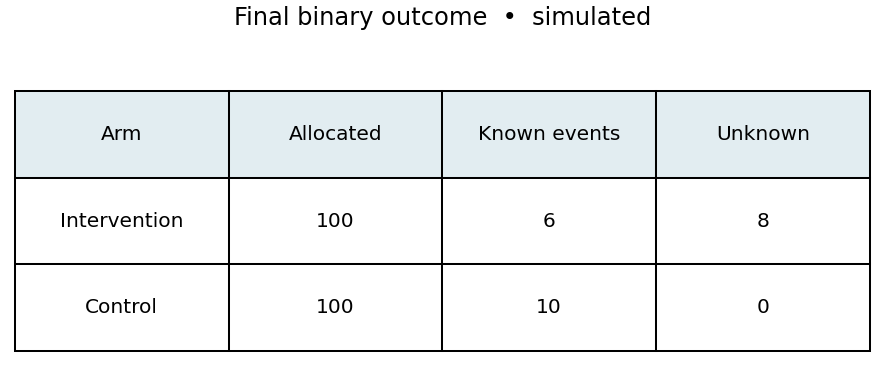 Final binary outcome • simulated
Arm Allocated Known events Unknown
Intervention 100 6 8
Control 100 10 0